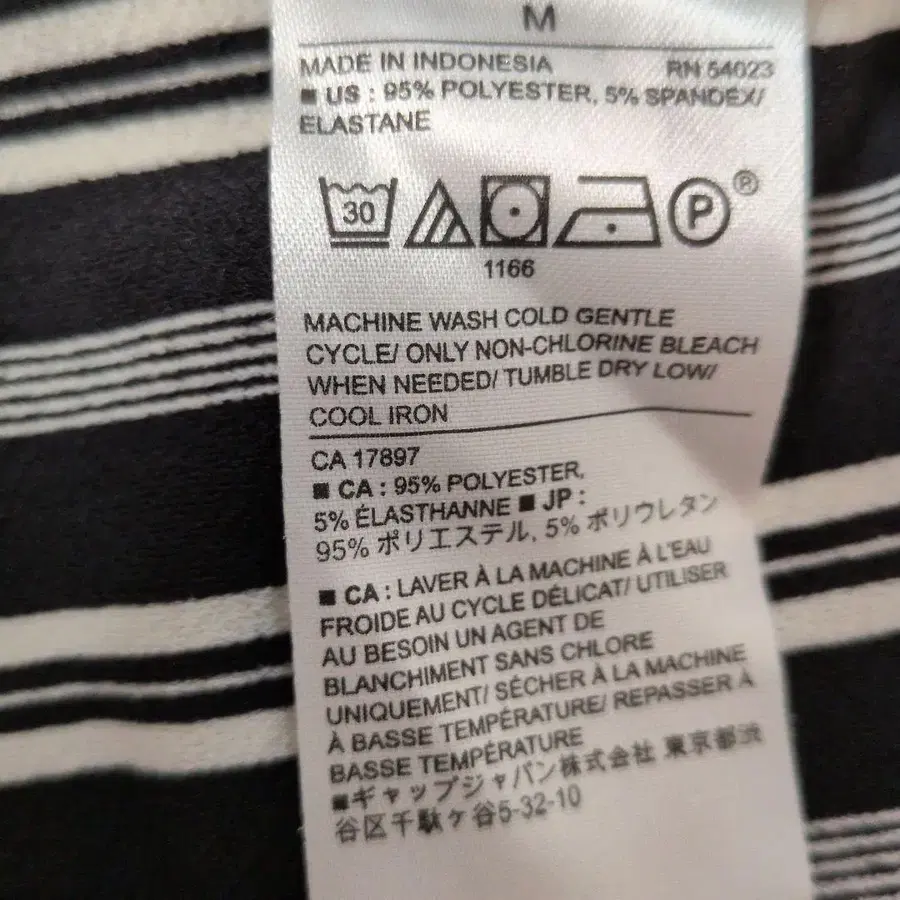 M
MADE IN INDONESIA RN 54023
■ US : 95% POLYESTER, 5% SPANDEX/
ELASTANE
30 P ®
1166
MACHINE WASH COLD GENTLE
CYCLE/ ONLY NON-CHLORINE BLEACH
WHEN NEEDED/ TUMBLE DRY LOW/
COOL IRON
CA 17897
■ CA : 95% POLYESTER,
5% ÉLASTHANNE ■ JP :
95% ポリエステル, 5% ポリウレタン
■ CA : LAVER À LA MACHINE À L'EAU
FROIDE AU CYCLE DÉLICAT/ UTILISER
AU BESOIN UN AGENT DE
BLANCHIMENT SANS CHLORE
UNIQUEMENT/ SÉCHER À LA MACHINE
À BASSE TEMPÉRATURE/ REPASSER À
BASSE TEMPÉRATURE
■ギャップジャパン株式会社 東京都渋
谷区千駄ヶ谷5-32-10